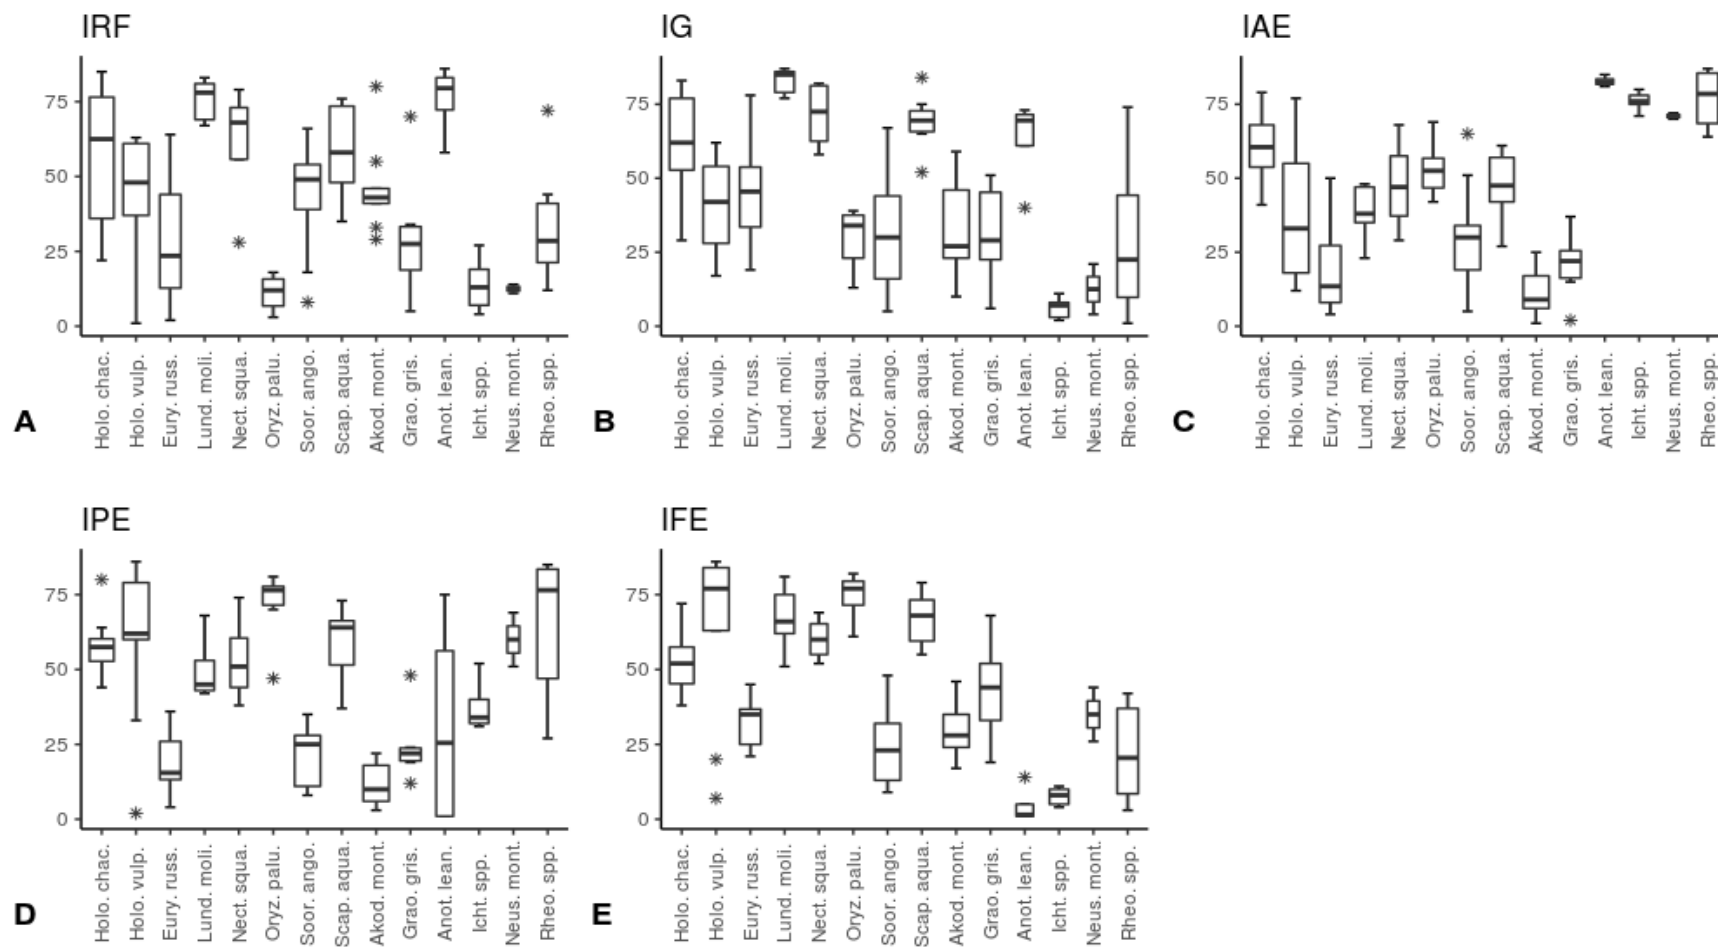 IRF
75
50
25
0
Holo. chac.
Holo. vulp.
Eury. russ.
Lund. moli.
Nect. squa.
Oryz. palu.
Soor. ango.
Scap. aqua.
Akod. mont.
Grao. gris.
Anot. lean.
Icht. spp.
Neus. mont.
Rheo. spp.
A
IG
75
50
25
0
Holo. chac.
Holo. vulp.
Eury. russ.
Lund. moli.
Nect. squa.
Oryz. palu.
Soor. ango.
Scap. aqua.
Akod. mont.
Grao. gris.
Anot. lean.
Icht. spp.
Neus. mont.
Rheo. spp.
B
IAE
75
50
25
0
Holo. chac.
Holo. vulp.
Eury. russ.
Lund. moli.
Nect. squa.
Oryz. palu.
Soor. ango.
Scap. aqua.
Akod. mont.
Grao. gris.
Anot. lean.
Icht. spp.
Neus. mont.
Rheo. spp.
C
IPE
75
50
25
0
Holo. chac.
Holo. vulp.
Eury. russ.
Lund. moli.
Nect. squa.
Oryz. palu.
Soor. ango.
Scap. aqua.
Akod. mont.
Grao. gris.
Anot. lean.
Icht. spp.
Neus. mont.
Rheo. spp.
D
IFE
75
50
25
0
Holo. chac.
Holo. vulp.
Eury. russ.
Lund. moli.
Nect. squa.
Oryz. palu.
Soor. ango.
Scap. aqua.
Akod. mont.
Grao. gris.
Anot. lean.
Icht. spp.
Neus. mont.
Rheo. spp.
E